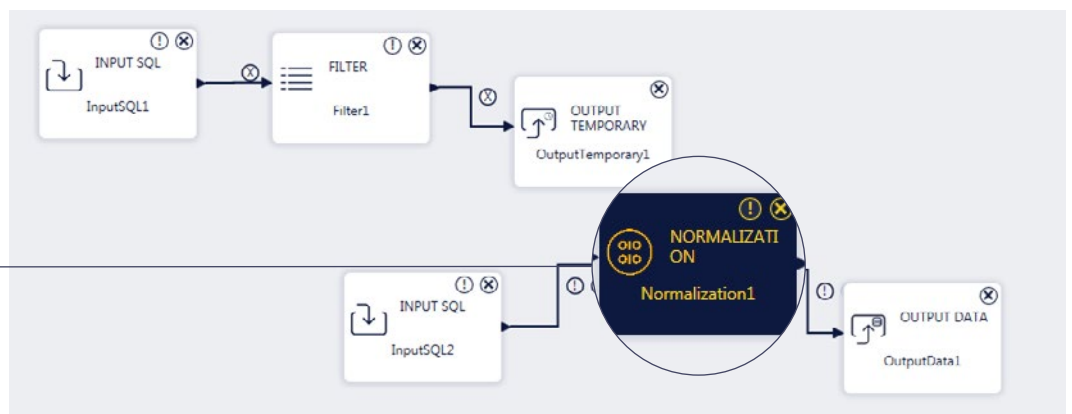 INPUT SQL
InputSQL1
FILTER
Filter1
OUTPUT
TEMPORARY
OutputTemporary1
NORMALIZATI
ON
Normalization1
INPUT SQL
InputSQL2
OUTPUT DATA
OutputData1